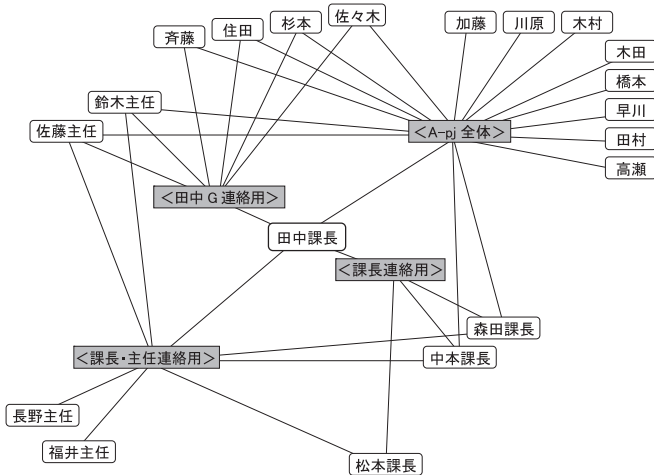 佐々木
杉本
住田
斉藤
加藤
川原
木村
木田
橋本
早川
田村
高瀬
鈴木主任
佐藤主任
＜A-pj 全体＞
＜田中 G 連絡用＞
田中課長
＜課長連絡用＞
森田課長
中本課長
＜課長・主任連絡用＞
長野主任
福井主任
松本課長